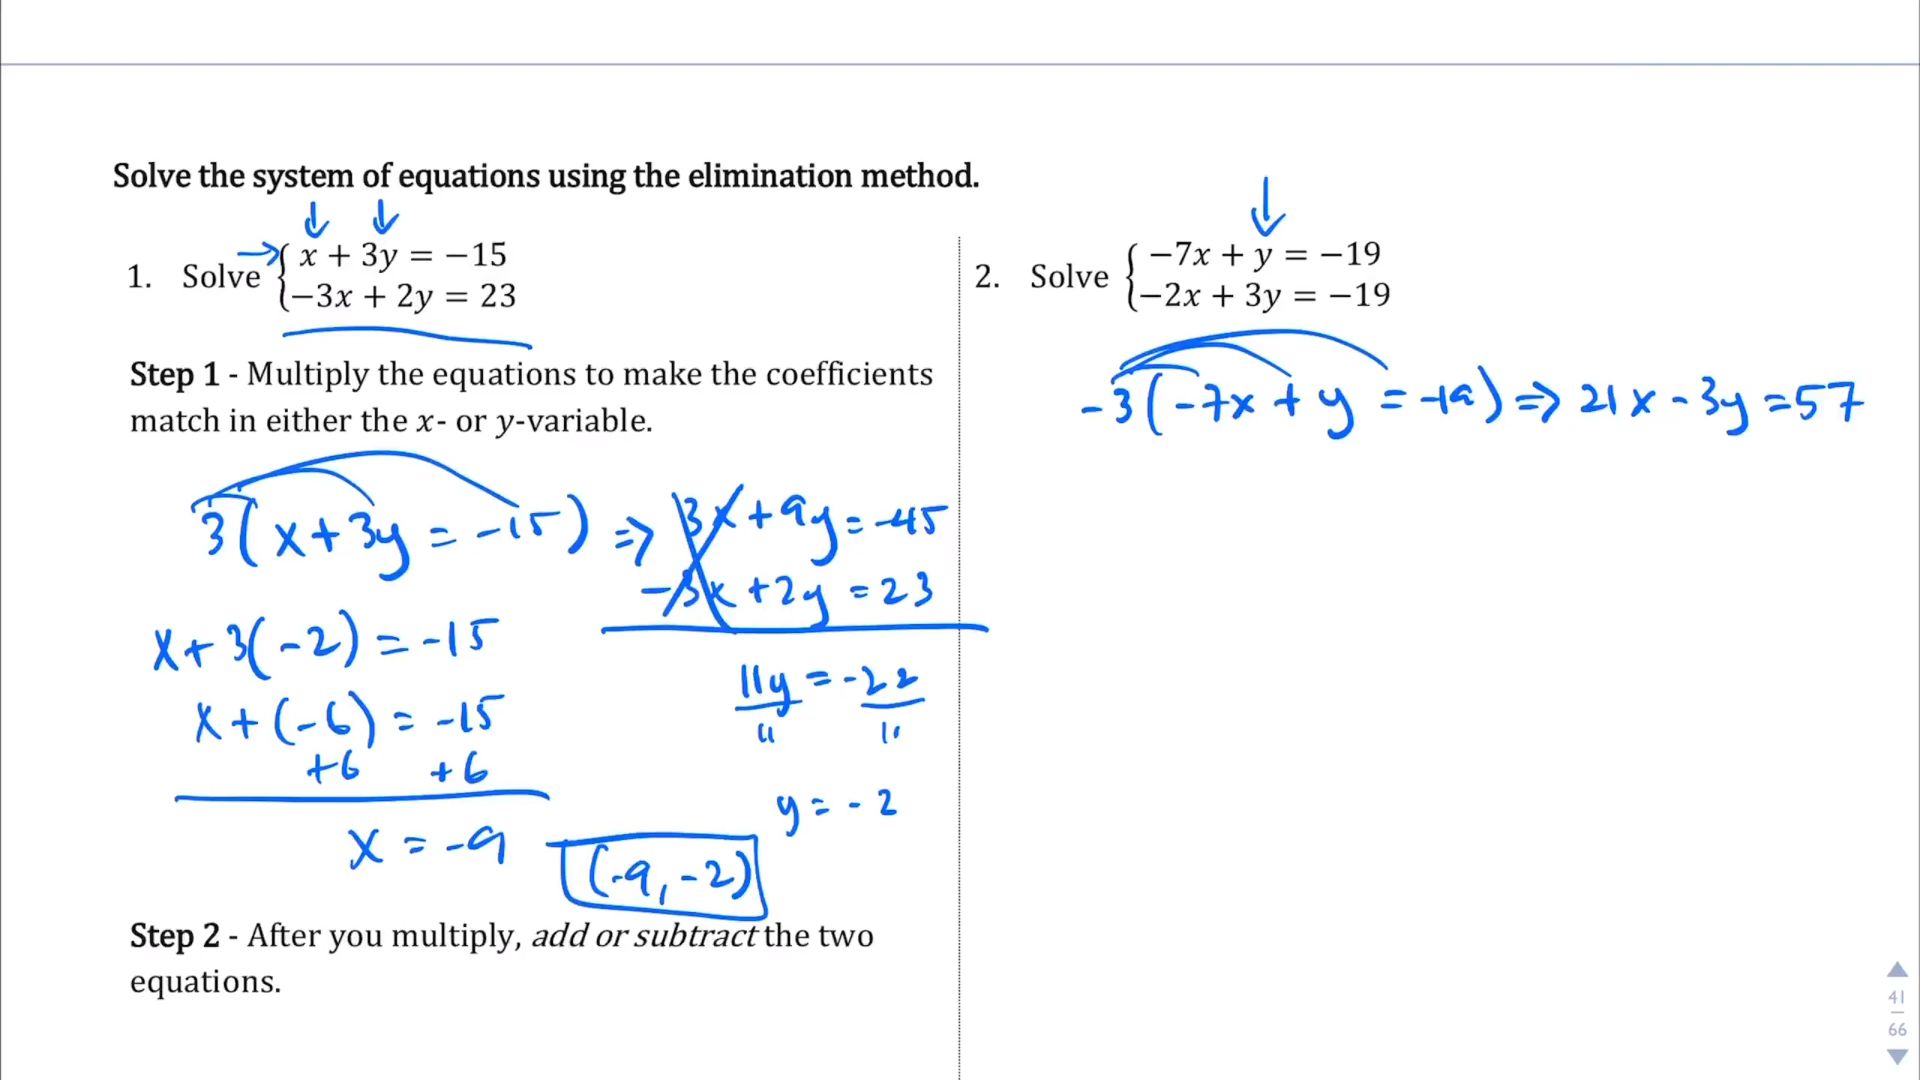 Solve the system of equations using the elimination method.
1. Solve { x + 3y = −15
−3x + 2y = 23
Step 1 - Multiply the equations to make the coefficients
match in either the x- or y-variable.
3(x+3y = -15) => 3x+9y = -45
-3x+2y = 23
x+3(-2) = -15
11y = -22
11 11
x+(-6) = -15
+6 +6
y = -2
x = -9
(-9, -2)
Step 2 - After you multiply, add or subtract the two
equations.
2. Solve { −7x + y = −19
−2x + 3y = −19
-3(-7x + y = -19) => 21x - 3y = 57
41
66